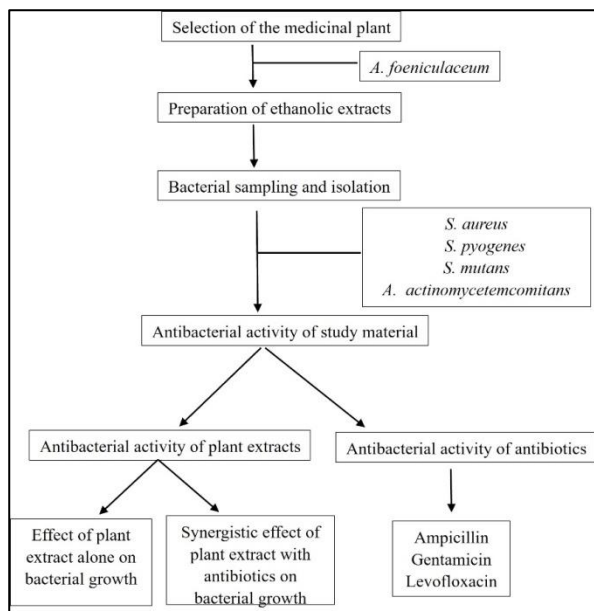 Selection of the medicinal plant
A. foeniculaceum
Preparation of ethanolic extracts
Bacterial sampling and isolation
S. aureus
S. pyogenes
S. mutans
A. actinomycetemcomitans
Antibacterial activity of study material
Antibacterial activity of plant extracts
Antibacterial activity of antibiotics
Effect of plant
extract alone on
bacterial growth
Synergistic effect of
plant extract with
antibiotics on
bacterial growth
Ampicillin
Gentamicin
Levofloxacin